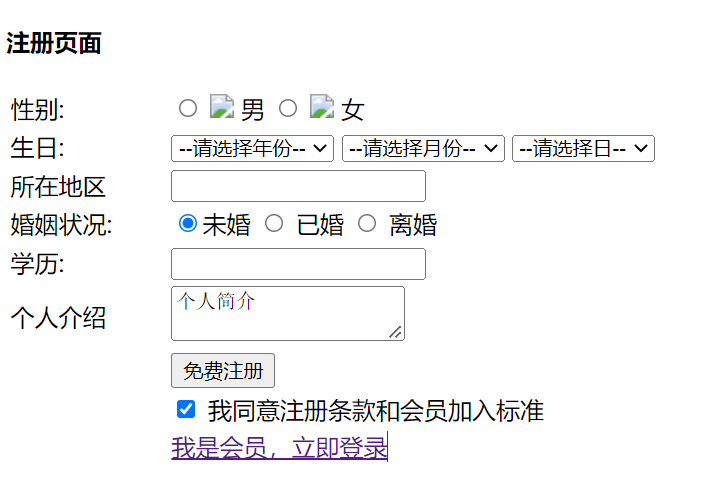 注册页面
性别: 男 女
生日: --请选择年份-- --请选择月份-- --请选择日--
所在地区
婚姻状况: 未婚 已婚 离婚
学历:
个人介绍 个人简介
免费注册
我同意注册条款和会员加入标准
我是会员，立即登录